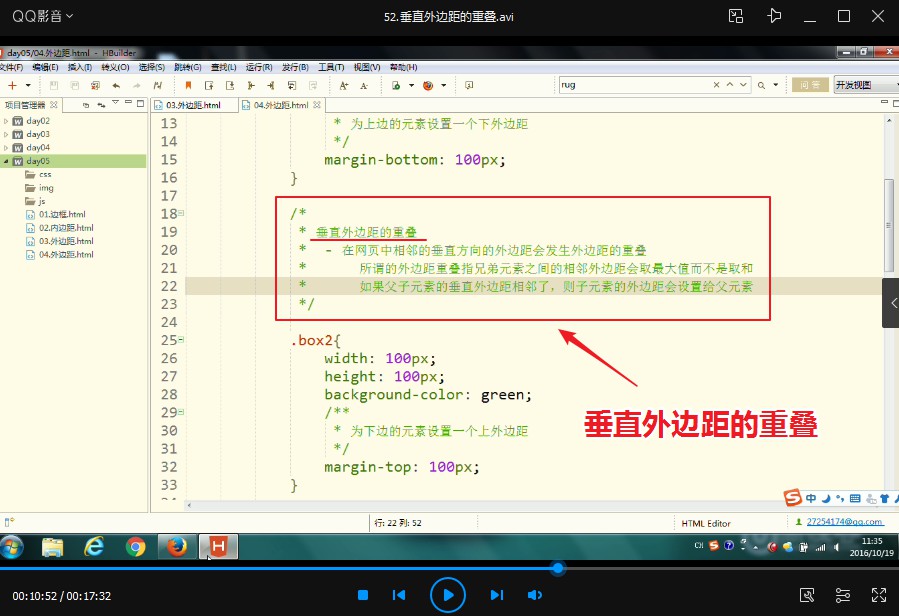 QQ影音
52.垂直外边距的重叠.avi
day05/04.外边距.html - HBuilder
文件(F) 编辑(E) 插入(I) 转义(O) 选择(S) 跳转(G) 查找(L) 运行(R) 发行(B) 工具(T) 视图(V) 帮助(H)
rug
问答
开发视图
项目管理器
03.外边距.html
04.外边距.html
day02
day03
day04
day05
css
img
js
01.边框.html
02.内边距.html
03.外边距.html
04.外边距.html
13 * 为上边的元素设置一个下外边距
14 */
15 margin-bottom: 100px;
16 }
17
18 /*
19 * 垂直外边距的重叠
20 * - 在网页中相邻的垂直方向的外边距会发生外边距的重叠
21 * 所谓的外边距重叠指兄弟元素之间的相邻外边距会取最大值而不是取和
22 * 如果父子元素的垂直外边距相邻了，则子元素的外边距会设置给父元素
23 */
24
25 .box2{
26 width: 100px;
27 height: 100px;
28 background-color: green;
29 /**
30 * 为下边的元素设置一个上外边距
31 */
32 margin-top: 100px;
33 }
垂直外边距的重叠
中
行: 22 列: 52
HTML Editor
27254174@qq.com
CH
11:35
2016/10/19
00:10:52 / 00:17:32